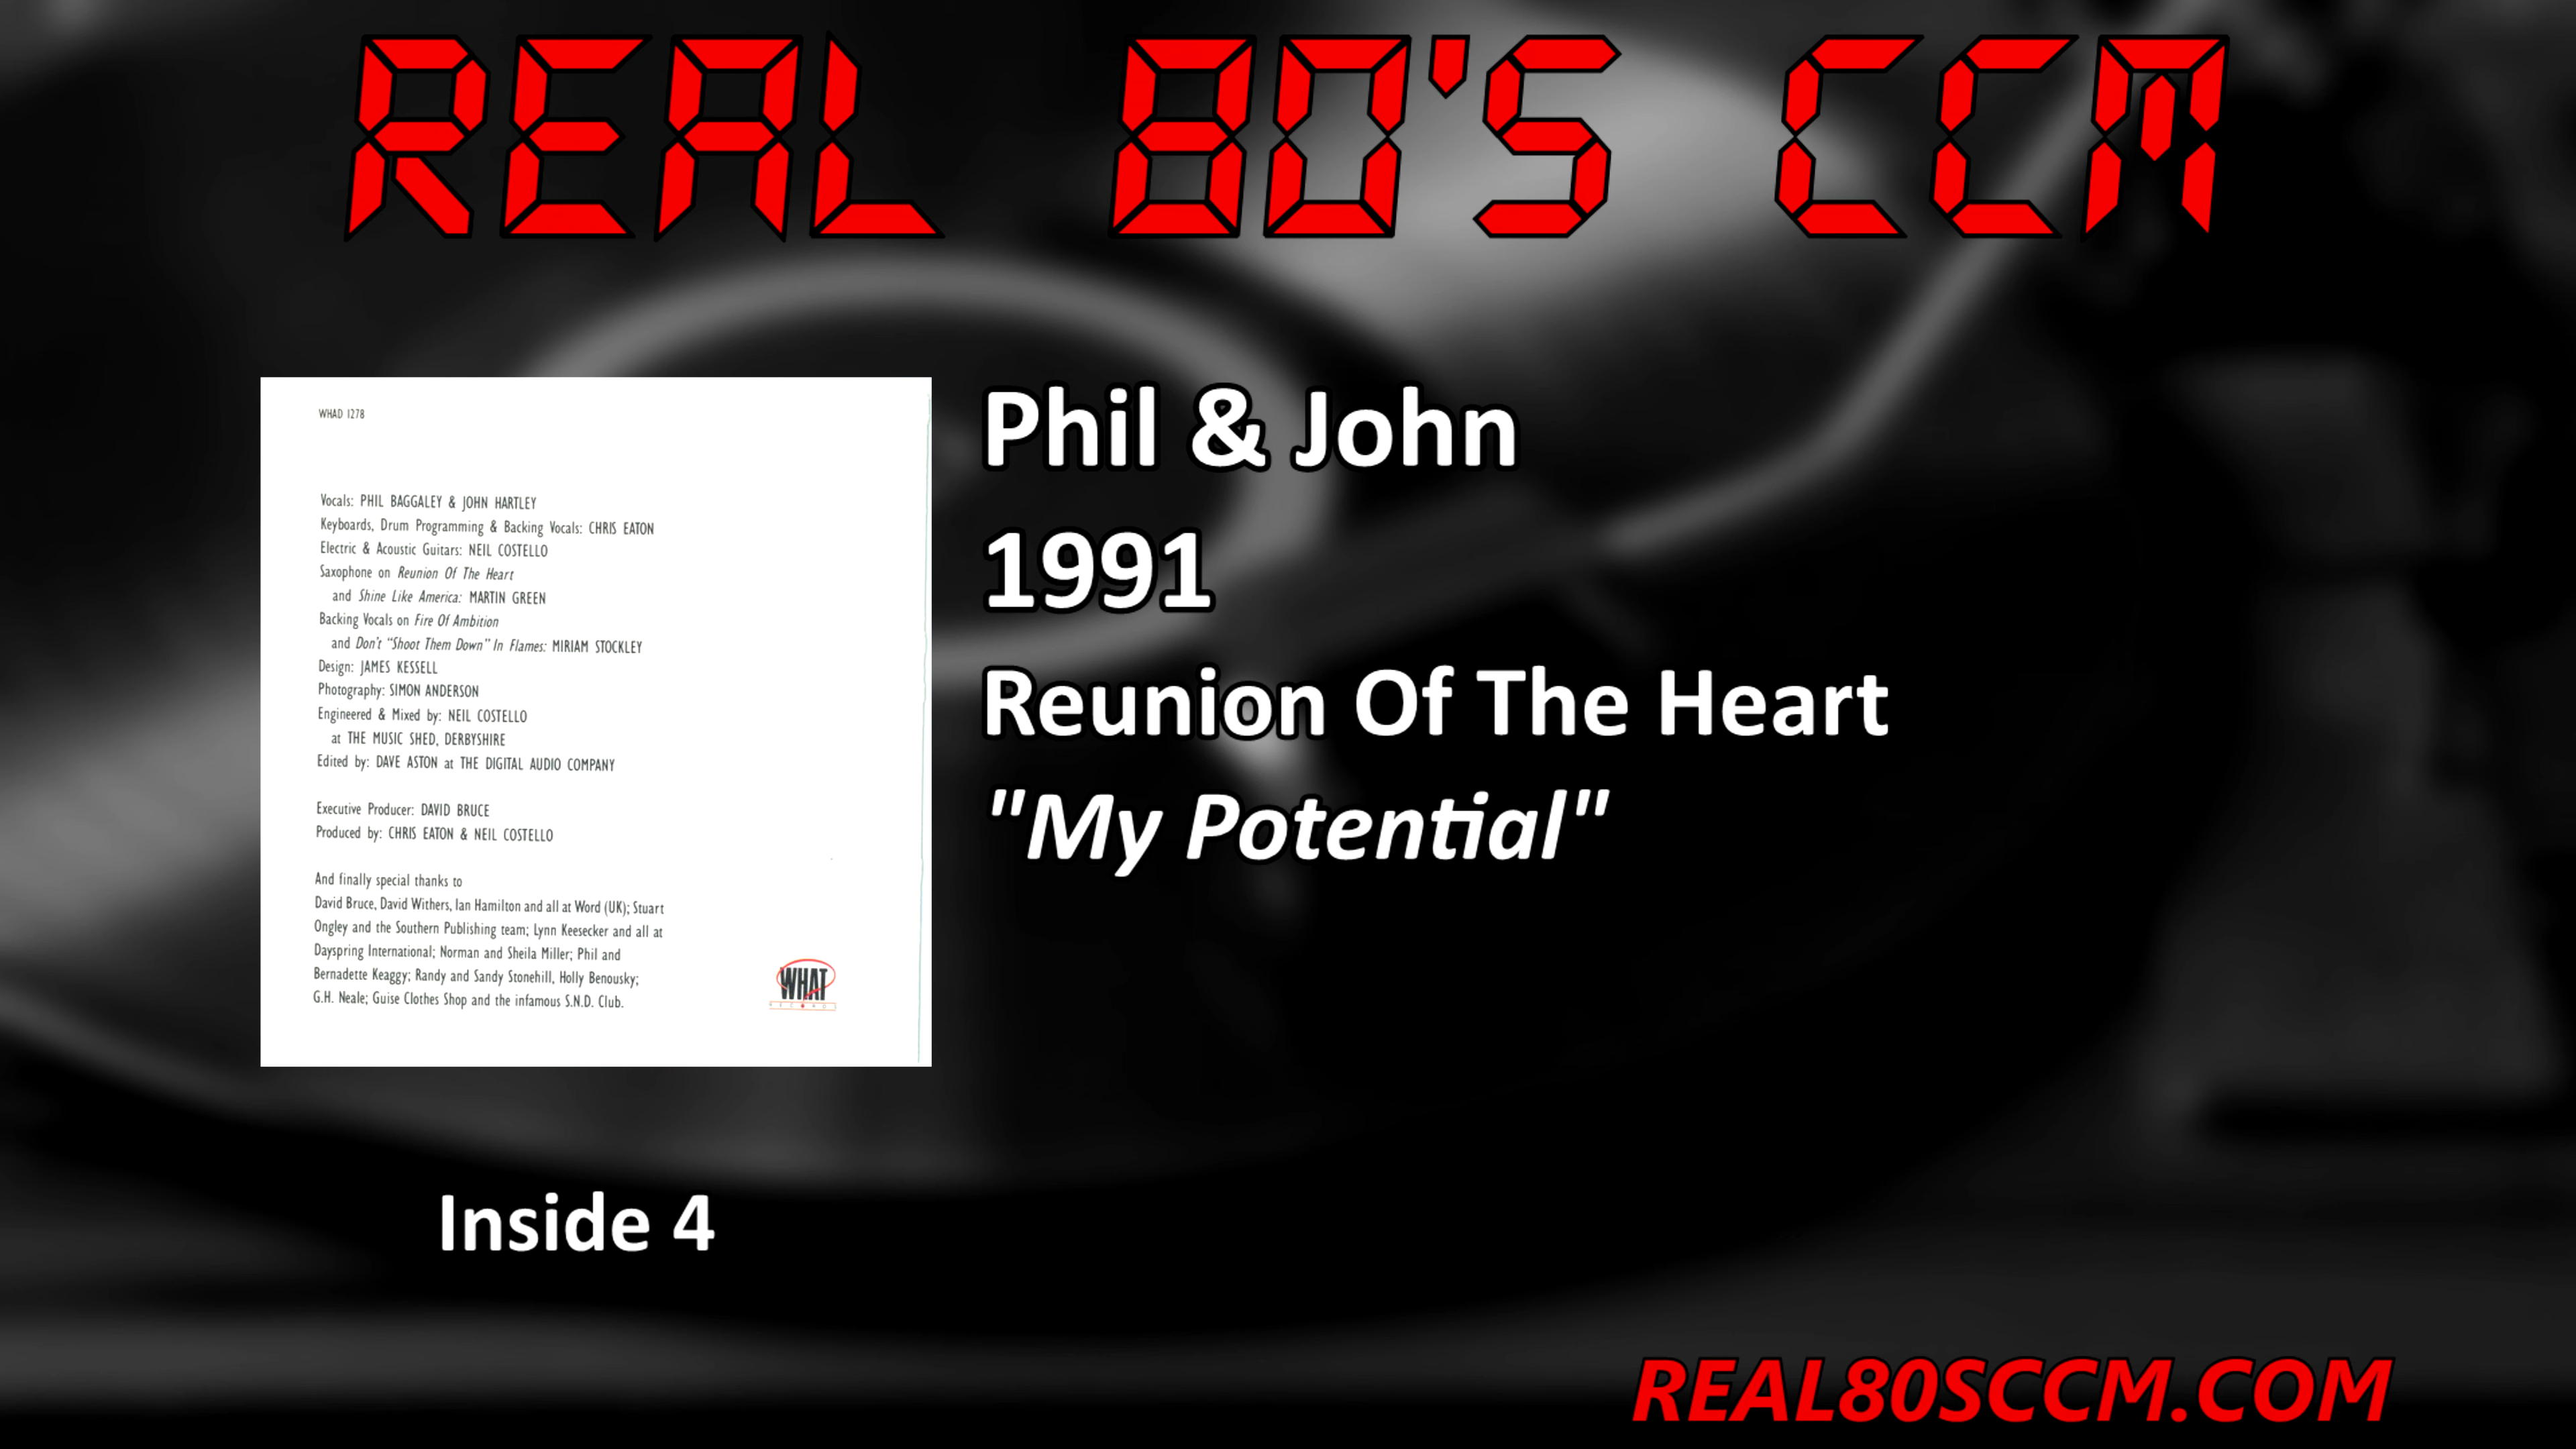 REAL 80'S CCM
WHAD 1278
Vocals: PHIL BAGGALEY & JOHN HARTLEY
Keyboards, Drum Programming & Backing Vocals: CHRIS EATON
Electric & Acoustic Guitars: NEIL COSTELLO
Saxophone on Reunion Of The Heart
and Shine Like America: MARTIN GREEN
Backing Vocals on Fire Of Ambition
and Don't "Shoot Them Down" In Flames: MIRIAM STOCKLEY
Design: JAMES KESSELL
Photography: SIMON ANDERSON
Engineered & Mixed by: NEIL COSTELLO
at THE MUSIC SHED, DERBYSHIRE
Edited by: DAVE ASTON at THE DIGITAL AUDIO COMPANY
Executive Producer: DAVID BRUCE
Produced by: CHRIS EATON & NEIL COSTELLO
And finally special thanks to
David Bruce, David Withers, Ian Hamilton and all at Word (UK); Stuart
Ongley and the Southern Publishing team; Lynn Keesecker and all at
Dayspring International; Norman and Sheila Miller; Phil and
Bernadette Keaggy; Randy and Sandy Stonehill, Holly Benousky;
G.H. Neale; Guise Clothes Shop and the infamous S.N.D. Club.
WHAT
RECORDS
Phil & John
1991
Reunion Of The Heart
"My Potential"
Inside 4
REAL80SCCM.COM